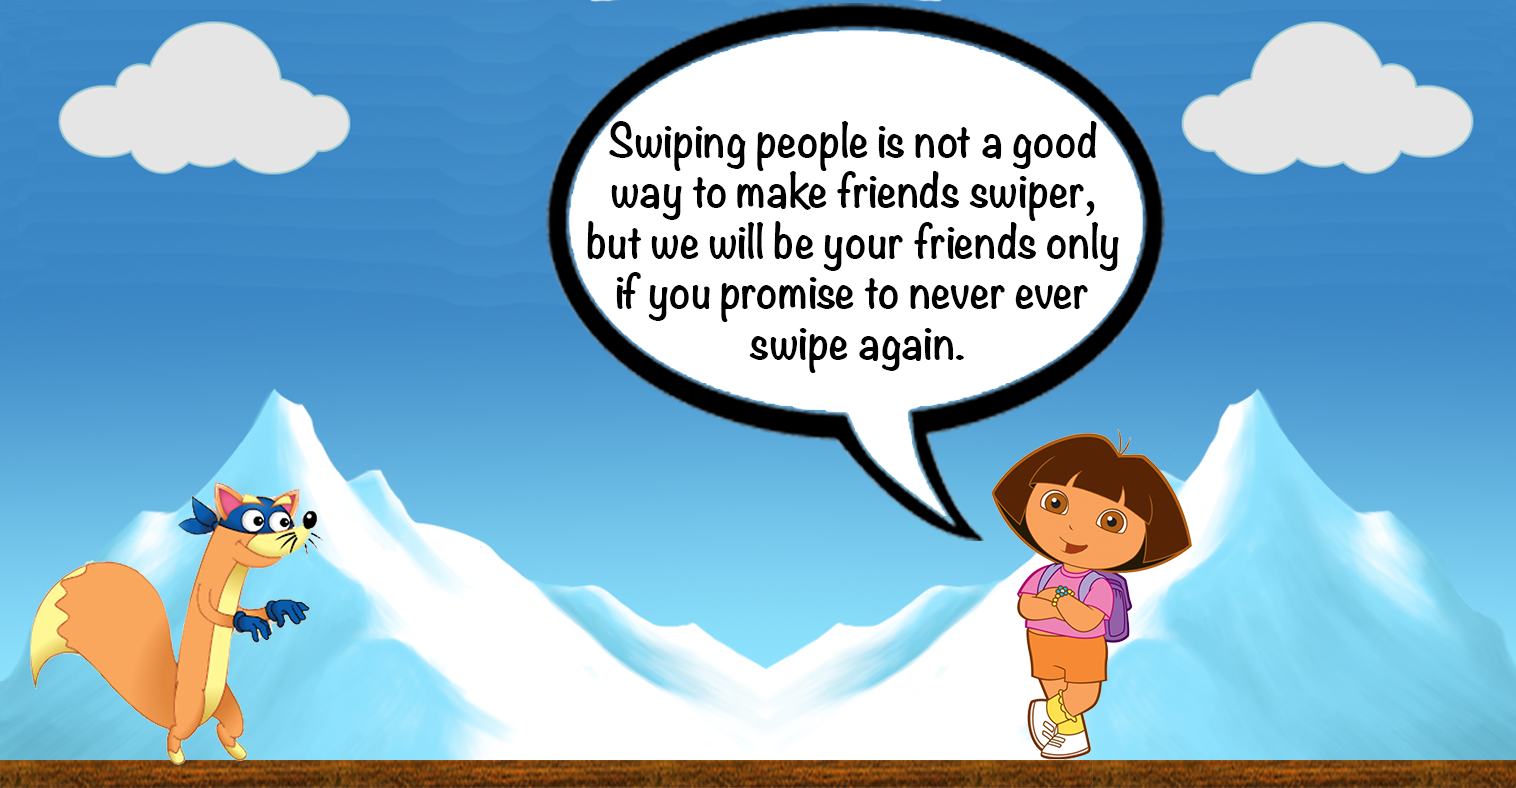 Swiping people is not a good
way to make friends swiper,
but we will be your friends only
if you promise to never ever
swipe again.